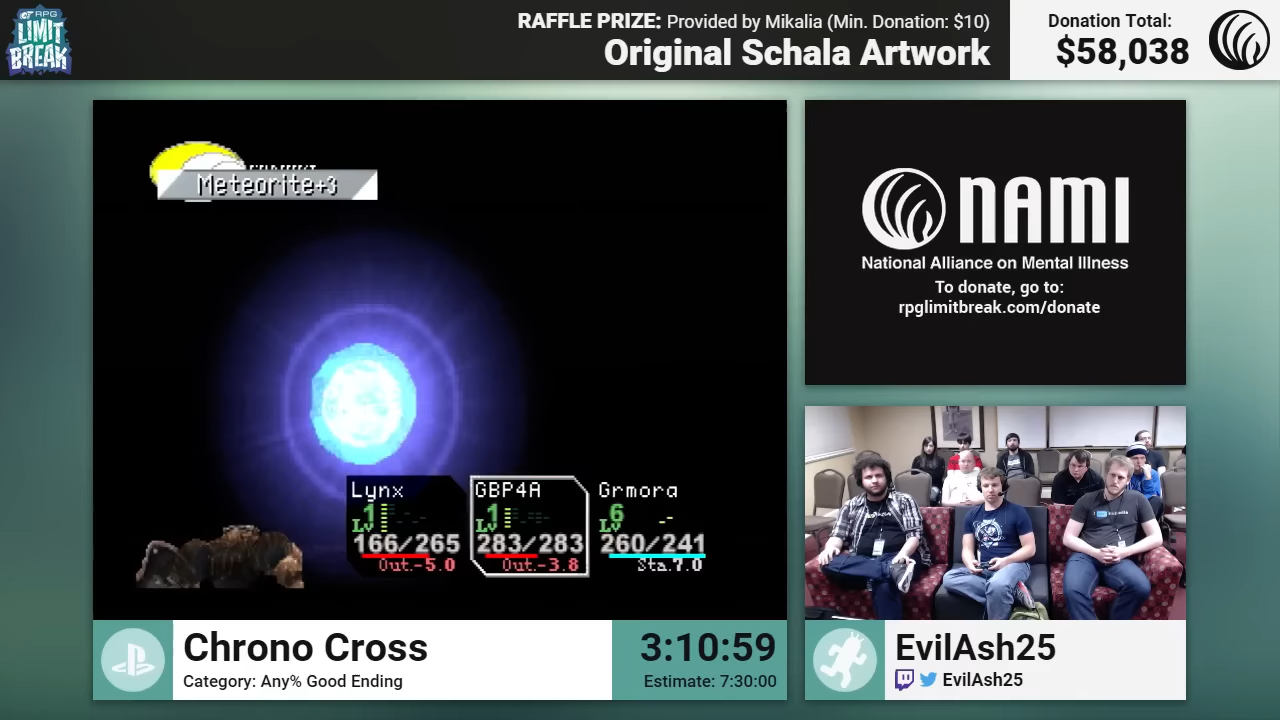 RPG
LIMIT
BREAK
RAFFLE PRIZE: Provided by Mikalia (Min. Donation: $10)
Original Schala Artwork
Donation Total:
$58,038
Meteorite+3
Lynx
1
LV
166/265
Out.-5.0
GBP4A
1
LV
283/283
Out.-3.8
Grmora
6
LV
--
260/241
Sta.7.0
NAMI
National Alliance on Mental Illness
To donate, go to:
rpglimitbreak.com/donate
Chrono Cross
Category: Any% Good Ending
3:10:59
Estimate: 7:30:00
EvilAsh25
EvilAsh25